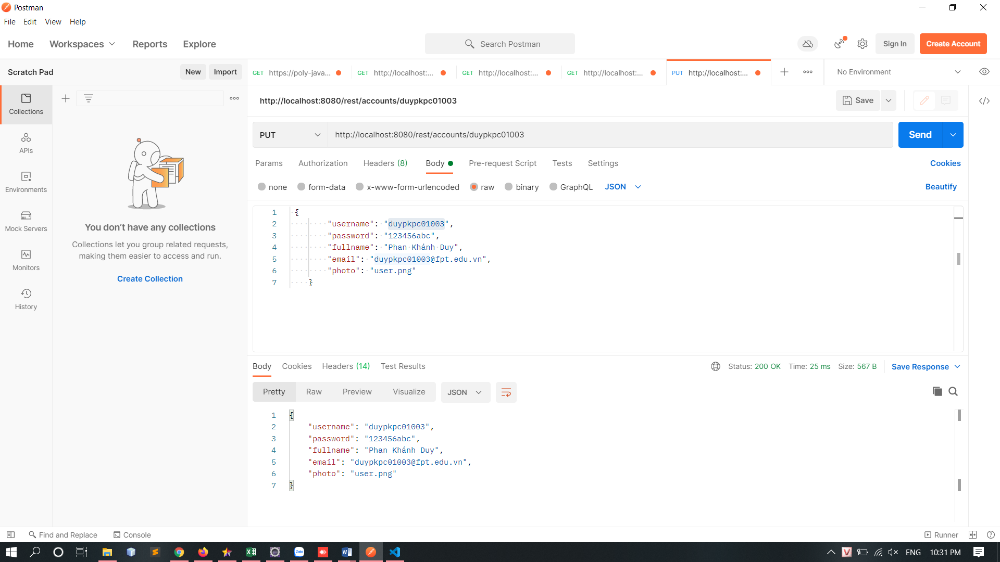 Postman
File Edit View Help
Home Workspaces Reports Explore
Search Postman
Sign In
Create Account
Scratch Pad
New
Import
GET https://poly-java...
GET http://localhost:...
GET http://localhost:...
GET http://localhost:...
PUT http://localhost:...
No Environment
Collections
APIs
Environments
Mock Servers
Monitors
History
You don’t have any collections
Collections let you group related requests,
making them easier to access and run.
Create Collection
http://localhost:8080/rest/accounts/duypkpc01003
Save
PUT http://localhost:8080/rest/accounts/duypkpc01003
Send
Params Authorization Headers (8) Body Pre-request Script Tests Settings
Cookies
none form-data x-www-form-urlencoded raw binary GraphQL JSON
Beautify
1 {
2 "username": "duypkpc01003",
3 "password": "123456abc",
4 "fullname": "Phan Khánh Duy",
5 "email": "duypkpc01003@fpt.edu.vn",
6 "photo": "user.png"
7 }
Body Cookies Headers (14) Test Results
Status: 200 OK Time: 25 ms Size: 567 B
Save Response
Pretty Raw Preview Visualize JSON
1 {
2 "username": "duypkpc01003",
3 "password": "123456abc",
4 "fullname": "Phan Khánh Duy",
5 "email": "duypkpc01003@fpt.edu.vn",
6 "photo": "user.png"
7 }
Find and Replace
Console
Runner
Zalo
ENG
10:31 PM